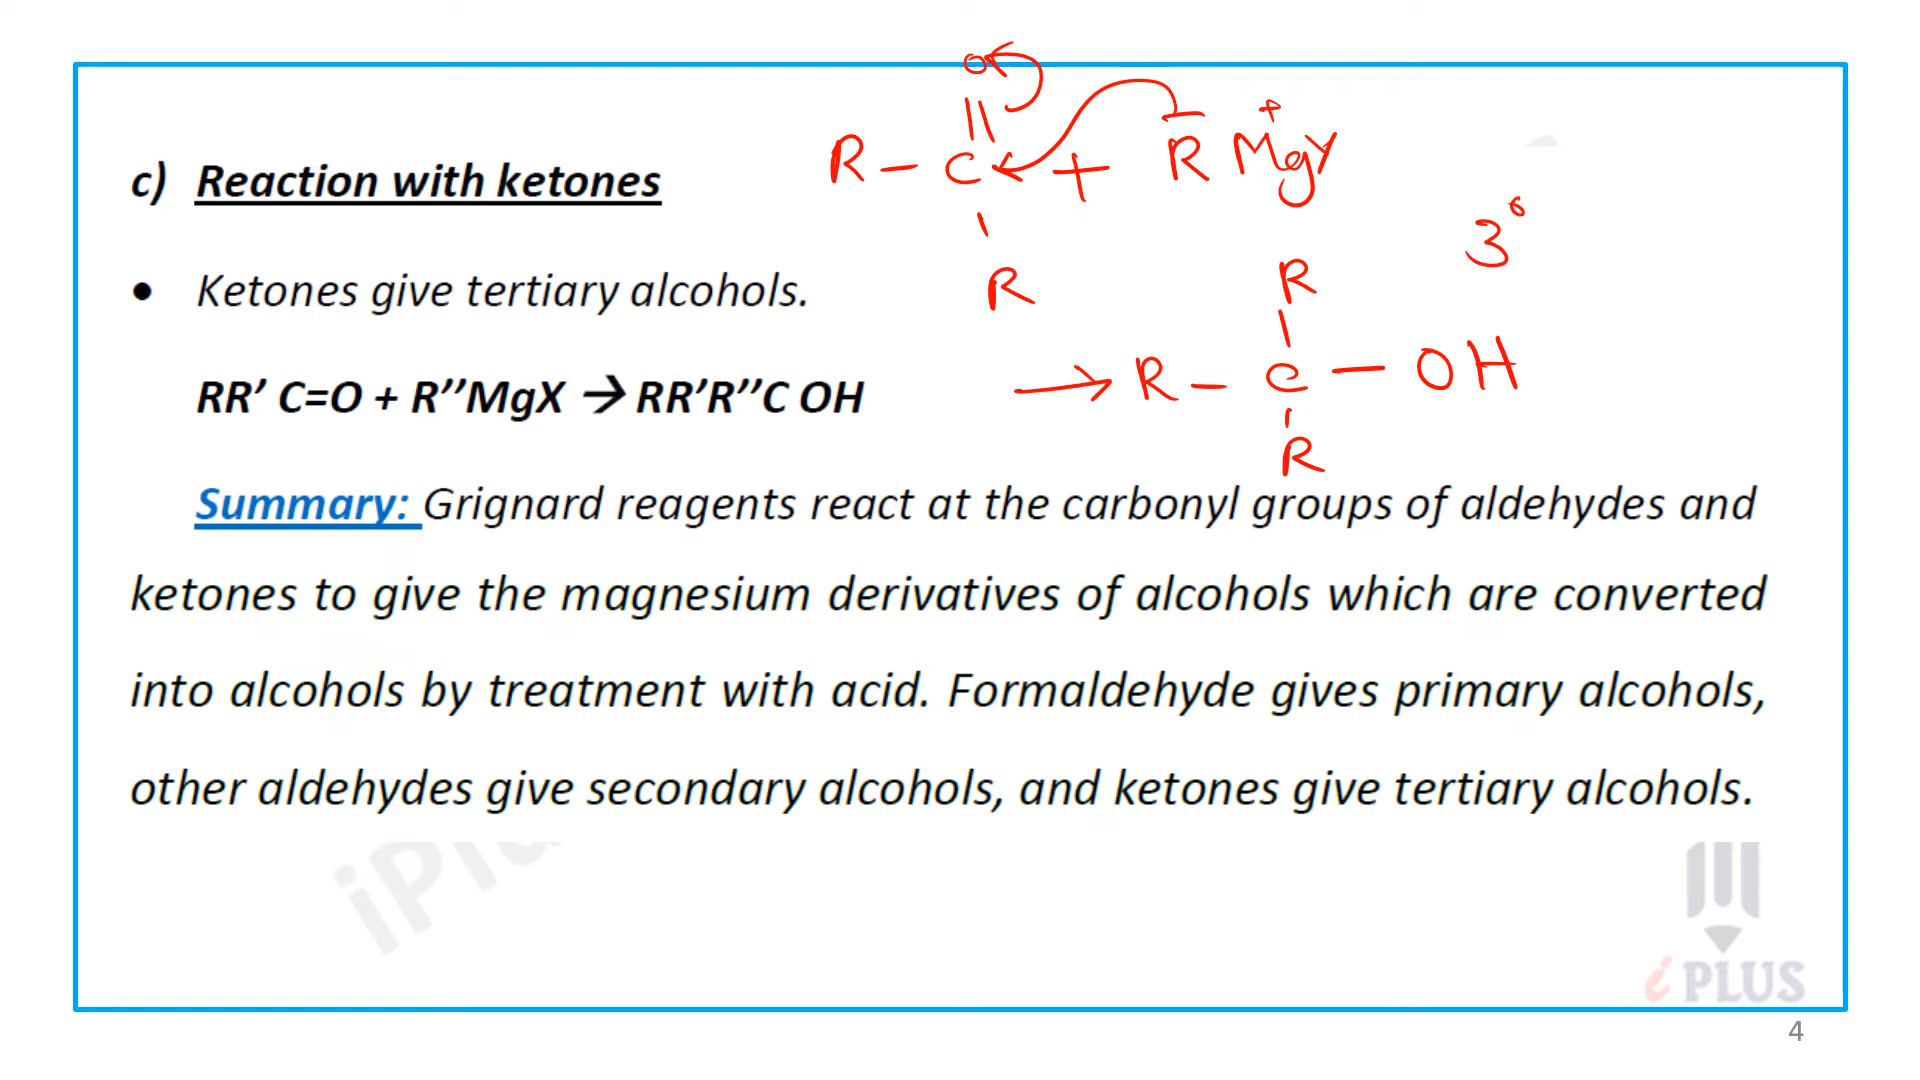 O
||
R - C + R̄ M⁺gX
|
R
c) Reaction with ketones
3°
• Ketones give tertiary alcohols.
R
|
RR’ C=O + R’’MgX → RR’R’’C OH
→ R - C - OH
|
R
Summary: Grignard reagents react at the carbonyl groups of aldehydes and
ketones to give the magnesium derivatives of alcohols which are converted
into alcohols by treatment with acid. Formaldehyde gives primary alcohols,
other aldehydes give secondary alcohols, and ketones give tertiary alcohols.
iPlus
i PLUS
4